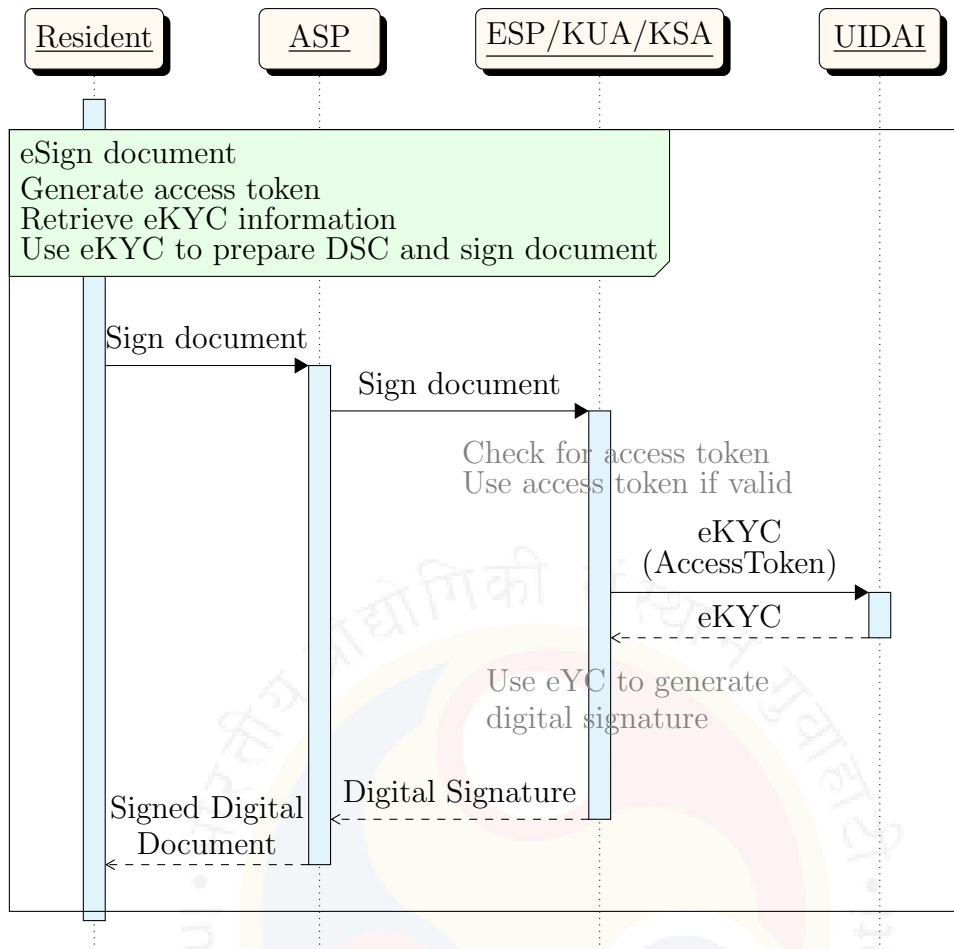 Resident
ASP
ESP/KUA/KSA
UIDAI
eSign document
Generate access token
Retrieve eKYC information
Use eKYC to prepare DSC and sign document
Sign document
Sign document
Check for access token
Use access token if valid
eKYC
(AccessToken)
eKYC
Use eYC to generate
digital signature
Digital Signature
Signed Digital
Document
भारतीय प्रौद्योगिकी संस्थान गुवाहाटी